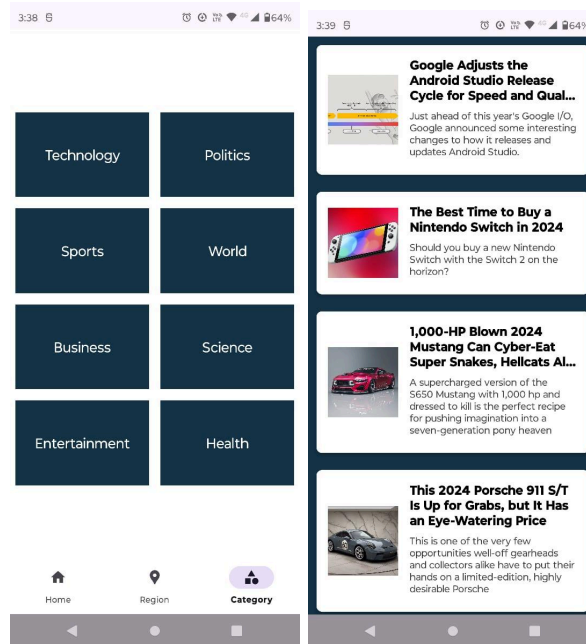 3:38
64%
Technology
Politics
Sports
World
Business
Science
Entertainment
Health
Home
Region
Category
3:39
64%
Google Adjusts the
Android Studio Release
Cycle for Speed and Qual...
Just ahead of this year's Google I/O,
Google announced some interesting
changes to how it releases and
updates Android Studio.
The Best Time to Buy a
Nintendo Switch in 2024
Should you buy a new Nintendo
Switch with the Switch 2 on the
horizon?
1,000-HP Blown 2024
Mustang Can Cyber-Eat
Super Snakes, Hellcats Al...
A supercharged version of the
S650 Mustang with 1,000 hp and
dressed to kill is the perfect recipe
for pushing imagination into a
seven-generation pony heaven
This 2024 Porsche 911 S/T
Is Up for Grabs, but It Has
an Eye-Watering Price
This is one of the very few
opportunities well-off gearheads
and collectors alike have to put their
hands on a limited-edition, highly
desirable Porsche